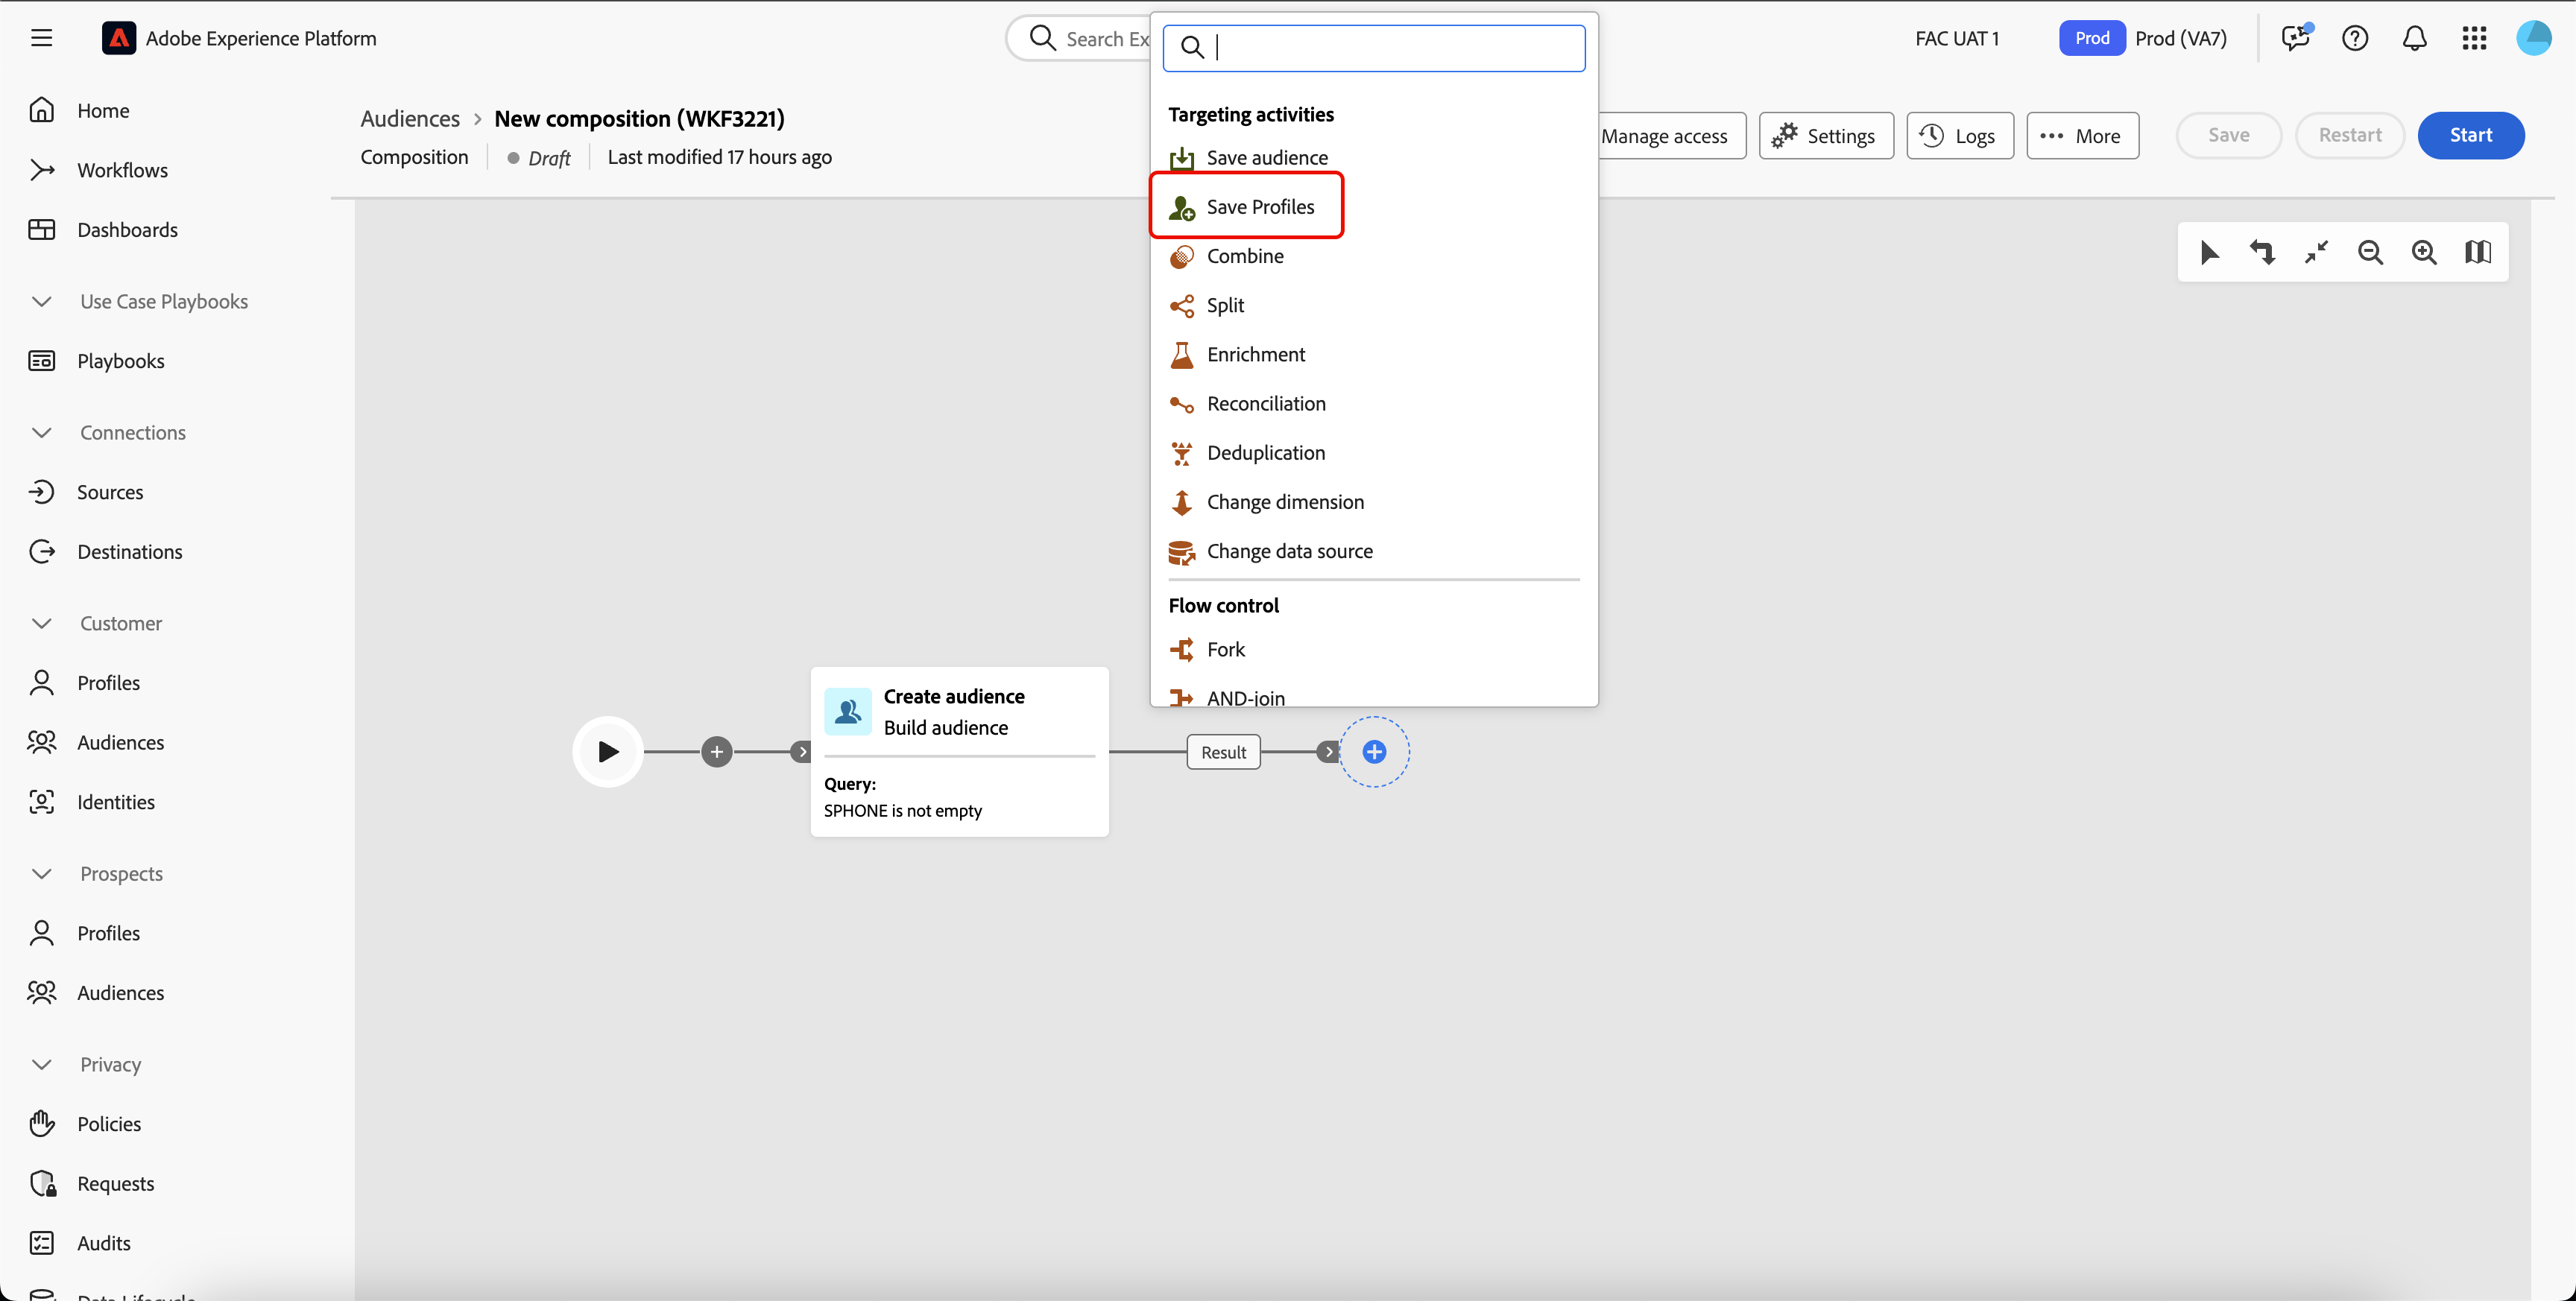 Adobe Experience Platform
Search Ex
FAC UAT 1
Prod
Prod (VA7)
Home
Workflows
Dashboards
Use Case Playbooks
Playbooks
Connections
Sources
Destinations
Customer
Profiles
Audiences
Identities
Prospects
Profiles
Audiences
Privacy
Policies
Requests
Audits
Data Lifecycle
Audiences > New composition (WKF3221)
Composition
Draft
Last modified 17 hours ago
Manage access
Settings
Logs
More
Save
Restart
Start
Targeting activities
Save audience
Save Profiles
Combine
Split
Enrichment
Reconciliation
Deduplication
Change dimension
Change data source
Flow control
Fork
AND-join
Create audience
Build audience
Query:
SPHONE is not empty
Result